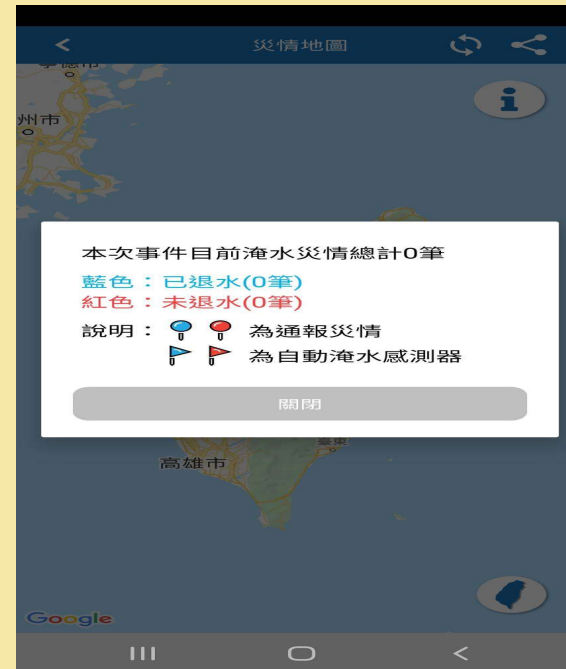 災情地圖
州市
i
本次事件目前淹水災情總計0筆
藍色：已退水(0筆)
紅色：未退水(0筆)
說明： 為通報災情
為自動淹水感測器
關閉
臺東
高雄市
Google